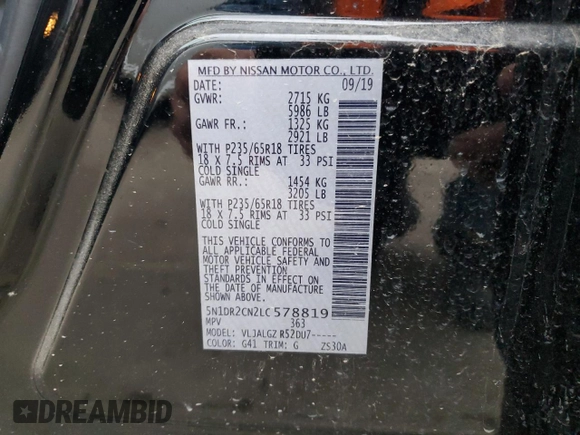 MFD BY NISSAN MOTOR CO., LTD.
DATE: 09/19
GVWR: 2715 KG
5986 LB
GAWR FR.: 1325 KG
2921 LB
WITH P235/65R18 TIRES
18 X 7.5 RIMS AT 33 PSI
COLD SINGLE
GAWR RR.: 1454 KG
3205 LB
WITH P235/65R18 TIRES
18 X 7.5 RIMS AT 33 PSI
COLD SINGLE
THIS VEHICLE CONFORMS TO
ALL APPLICABLE FEDERAL
MOTOR VEHICLE SAFETY AND
THEFT PREVENTION
STANDARDS IN EFFECT ON
THE DATE OF MANUFACTURE
SHOWN ABOVE.
5N1DR2CN2LC578819
MPV 363
MODEL: VLJALGZ R52DU7-----
COLOR: G41 TRIM: G ZS30A
DREAMBID